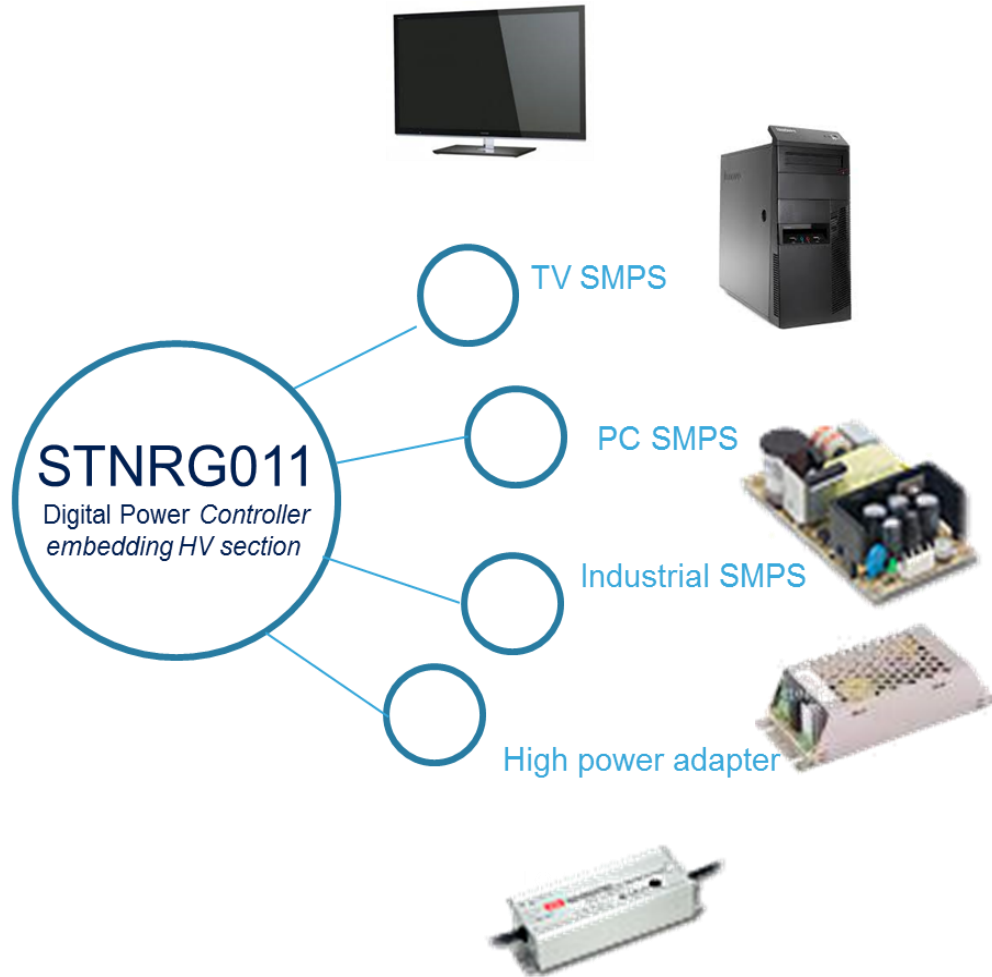 TV SMPS
PC SMPS
STNRG011
Digital Power Controller
embedding HV section
Industrial SMPS
High power adapter